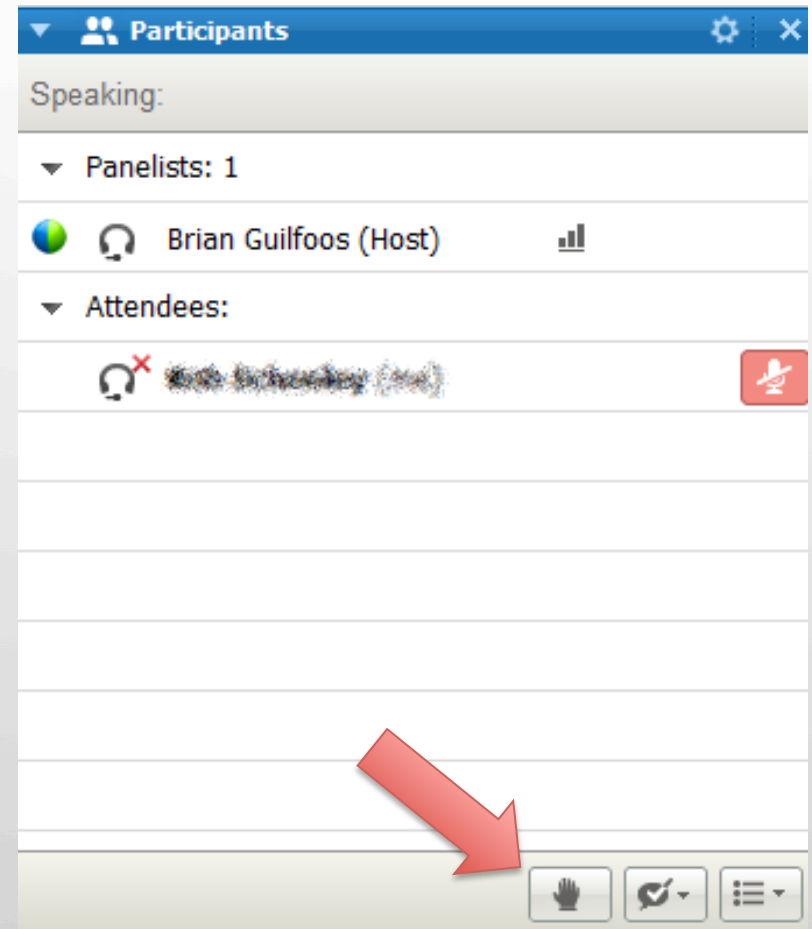 Participants
Speaking:
Panelists: 1
Brian Guilfoos (Host)
Attendees: